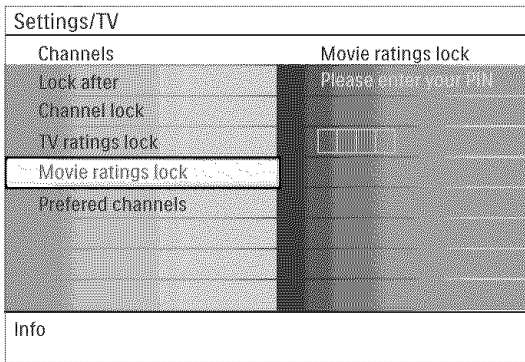 Settings/TV
Channels
Movie ratings lock
Lock after
Please enter your PIN
Channel lock
TV ratings lock
Movie ratings lock
Prefered channels
Info